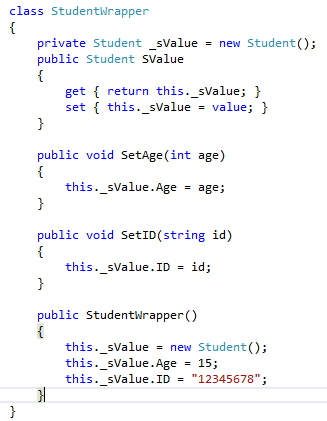 class StudentWrapper
{
    private Student _sValue = new Student();
    public Student SValue
    {
        get { return this._sValue; }
        set { this._sValue = value; }
    }

    public void SetAge(int age)
    {
        this._sValue.Age = age;
    }

    public void SetID(string id)
    {
        this._sValue.ID = id;
    }

    public StudentWrapper()
    {
        this._sValue = new Student();
        this._sValue.Age = 15;
        this._sValue.ID = "12345678";
    }
}